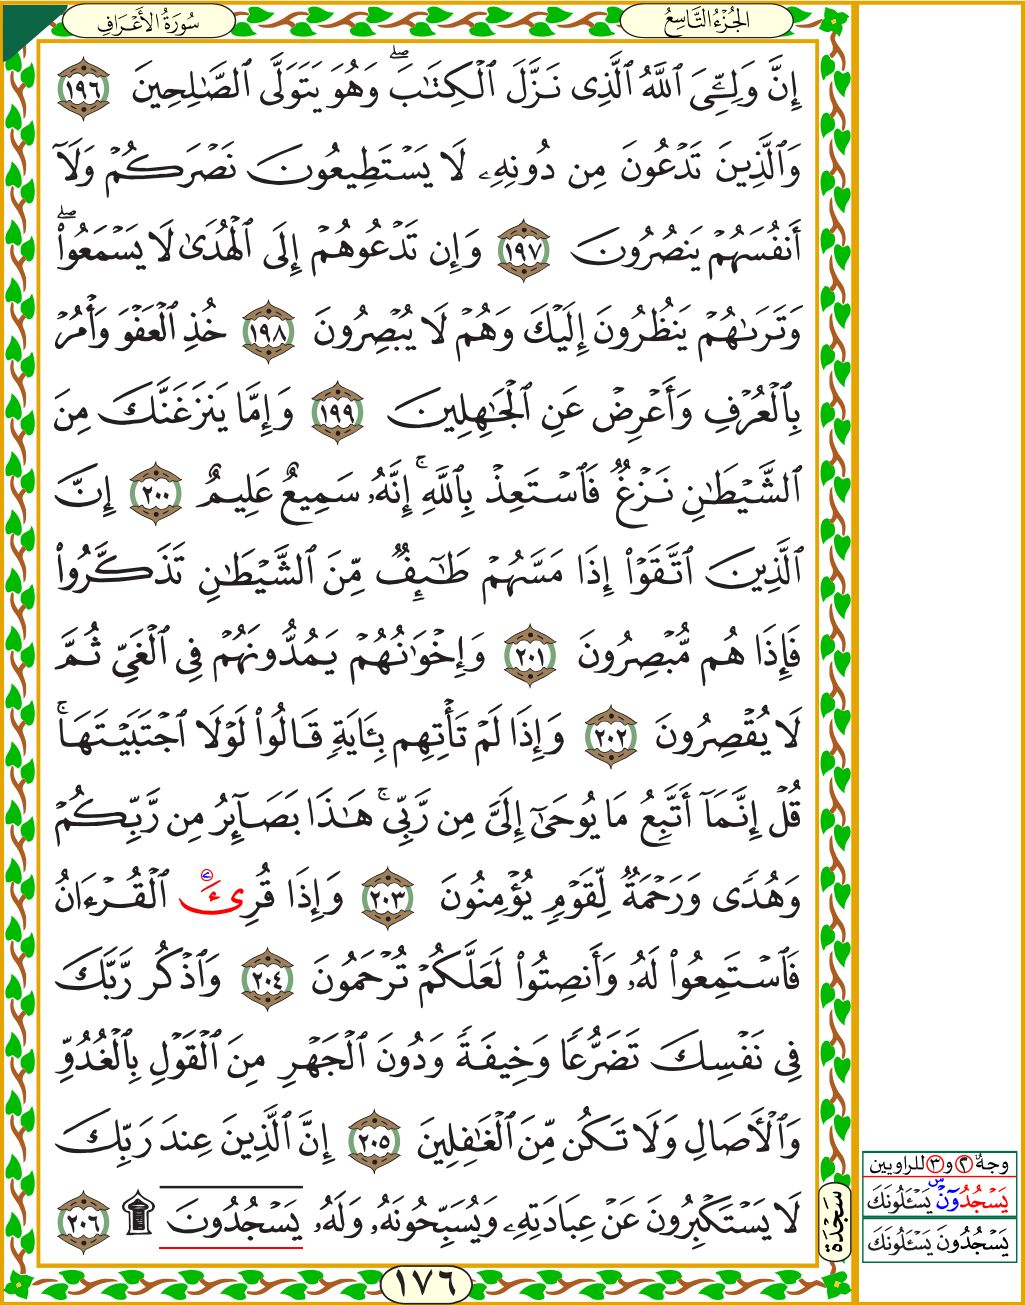 الجُزْءُ التَّاسِعُ
سُورَةُ الأَعْرَافِ
إِنَّ وَلِـِّۧيَ ٱللَّهُ ٱلَّذِى نَزَّلَ ٱلْكِتَٰبَۖ وَهُوَ يَتَوَلَّى ٱلصَّٰلِحِينَ ١٩٦
وَٱلَّذِينَ تَدْعُونَ مِن دُونِهِۦ لَا يَسْتَطِيعُونَ نَصْرَكُمْ وَلَآ
أَنفُسَهُمْ يَنصُرُونَ ١٩٧ وَإِن تَدْعُوهُمْ إِلَى ٱلْهُدَىٰ لَا يَسْمَعُوا۟ۖ
وَتَرَىٰهُمْ يَنظُرُونَ إِلَيْكَ وَهُمْ لَا يُبْصِرُونَ ١٩٨ خُذِ ٱلْعَفْوَ وَأْمُرْ
بِٱلْعُرْفِ وَأَعْرِضْ عَنِ ٱلْجَٰهِلِينَ ١٩٩ وَإِمَّا يَنزَغَنَّكَ مِنَ
ٱلشَّيْطَٰنِ نَزْغٌ فَٱسْتَعِذْ بِٱللَّهِۚ إِنَّهُۥ سَمِيعٌ عَلِيمٌ ٢٠٠ إِنَّ
ٱلَّذِينَ ٱتَّقَوْا۟ إِذَا مَسَّهُمْ طَٰٓئِفٌ مِّنَ ٱلشَّيْطَٰنِ تَذَكَّرُوا۟
فَإِذَا هُم مُّبْصِرُونَ ٢٠١ وَإِخْوَٰنُهُمْ يَمُدُّونَهُمْ فِى ٱلْغَىِّ ثُمَّ
لَا يُقْصِرُونَ ٢٠٢ وَإِذَا لَمْ تَأْتِهِم بِـَٔايَةٍ قَالُوا۟ لَوْلَا ٱجْتَبَيْتَهَاۚ
قُلْ إِنَّمَآ أَتَّبِعُ مَا يُوحَىٰٓ إِلَىَّ مِن رَّبِّىۚ هَٰذَا بَصَآئِرُ مِن رَّبِّكُمْ
وَهُدًى وَرَحْمَةٌ لِّقَوْمٍ يُؤْمِنُونَ ٢٠٣ وَإِذَا قُرِئَ ٱلْقُرْءَانُ
فَٱسْتَمِعُوا۟ لَهُۥ وَأَنصِتُوا۟ لَعَلَّكُمْ تُرْحَمُونَ ٢٠٤ وَٱذْكُر رَّبَّكَ
فِى نَفْسِكَ تَضَرُّعًا وَخِيفَةً وَدُونَ ٱلْجَهْرِ مِنَ ٱلْقَوْلِ بِٱلْغُدُوِّ
وَٱلْـَٔاصَالِ وَلَا تَكُن مِّنَ ٱلْغَٰفِلِينَ ٢٠٥ إِنَّ ٱلَّذِينَ عِندَ رَبِّكَ
لَا يَسْتَكْبِرُونَ عَنْ عِبَادَتِهِۦ وَيُسَبِّحُونَهُۥ وَلَهُۥ يَسْجُدُونَ ۩ ٢٠٦
سَجْدَة
وجهٌ ٢ و ٣ للراويين
يَسْجُدُونَۜ يَسْـَٔلُونَكَ
يَسْجُدُونَ يَسْـَٔلُونَكَ
١٧٦